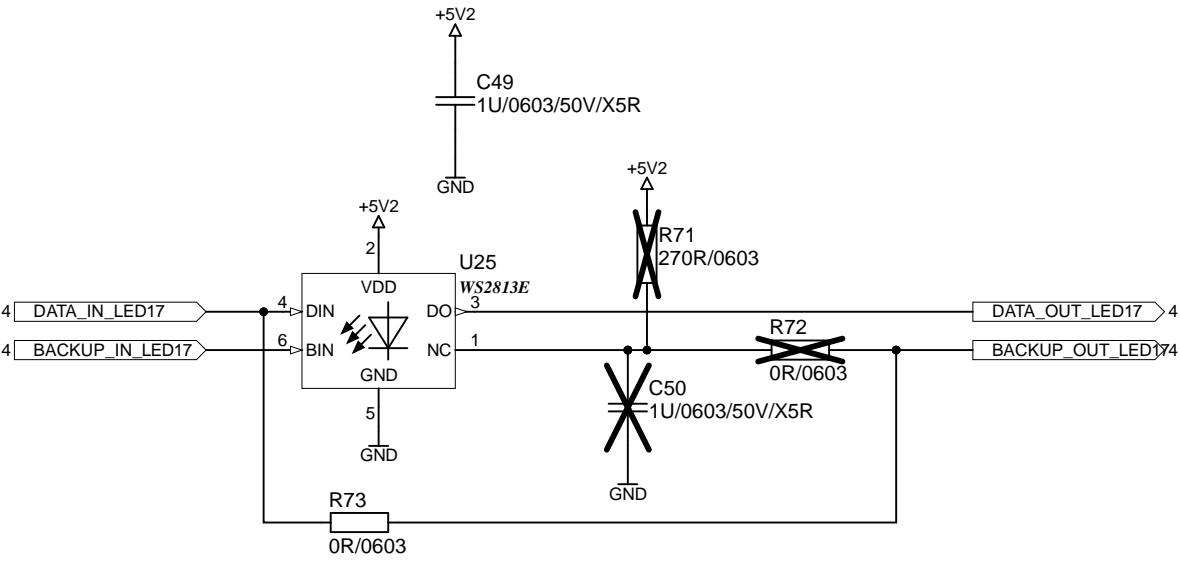 +5V2
C49
1U/0603/50V/X5R
GND
+5V2
+5V2
R71
270R/0603
2
U25
WS2813E
VDD
4 DATA_IN_LED17
4
DIN
DO
3
DATA_OUT_LED17 4
4 BACKUP_IN_LED17
6
BIN
NC
1
R72
0R/0603
BACKUP_OUT_LED17 4
GND
5
GND
C50
1U/0603/50V/X5R
GND
R73
0R/0603